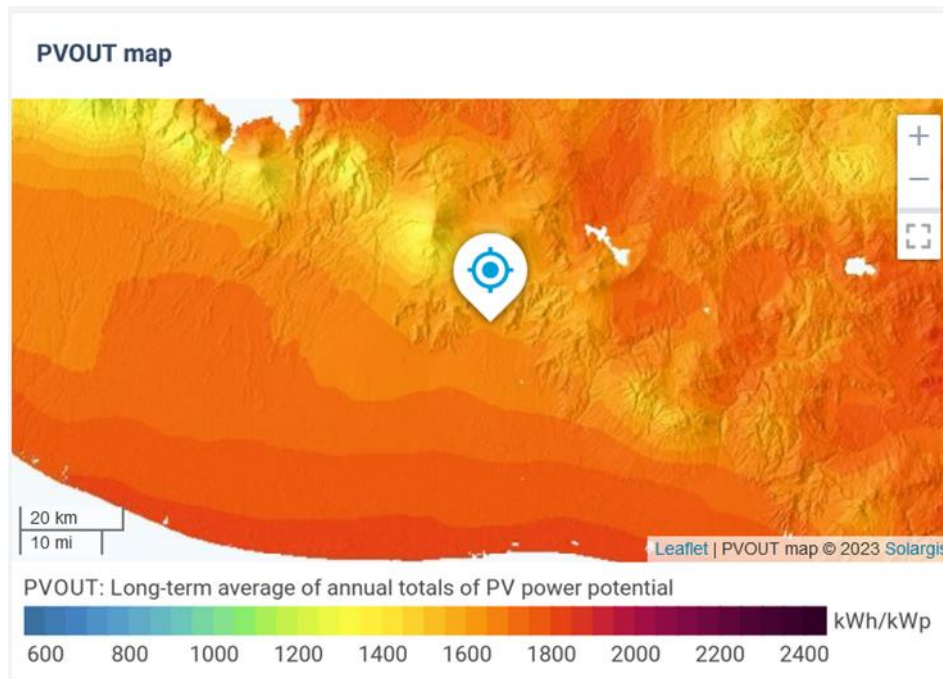 PVOUT map
+
−
20 km
10 mi
Leaflet | PVOUT map © 2023 Solargis
PVOUT: Long-term average of annual totals of PV power potential
kWh/kWp
600 800 1000 1200 1400 1600 1800 2000 2200 2400